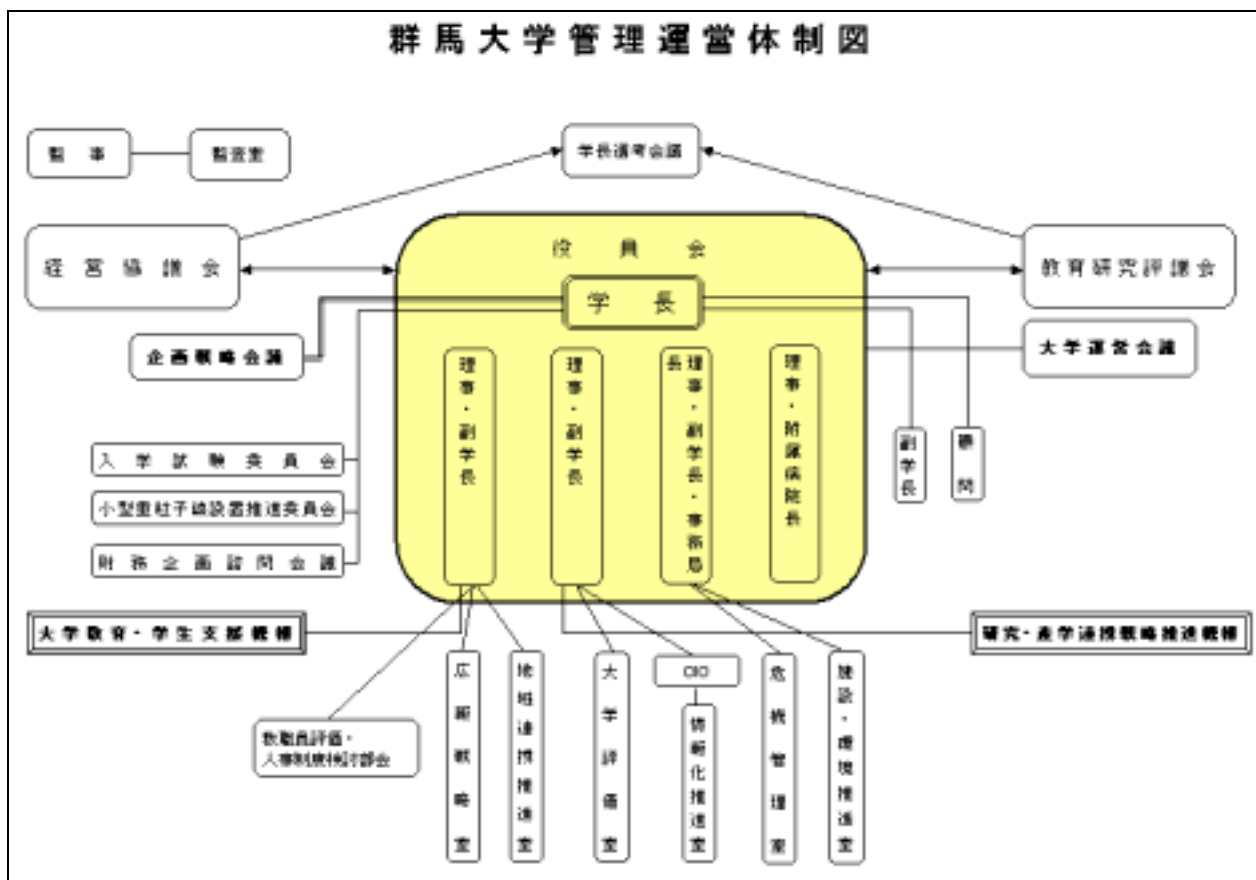 群馬大学管理運営体制図
監事
監査室
学長選考会議
経営協議会
役員会
教育研究評議会
学長
企画戦略会議
大学運営会議
理事・副学長
理事・副学長
理事・副学長・事務局長
理事・附属病院長
副学長
顧問
入学試験委員会
小型重粒子線設置推進委員会
財務企画諮問会議
大学教育・学生支援機構
研究・産学連携戦略推進機構
広報戦略室
地域連携推進室
大学評価室
CIO
情報化推進室
危機管理室
施設・環境推進室
教職員評価・
人事制度検討部会